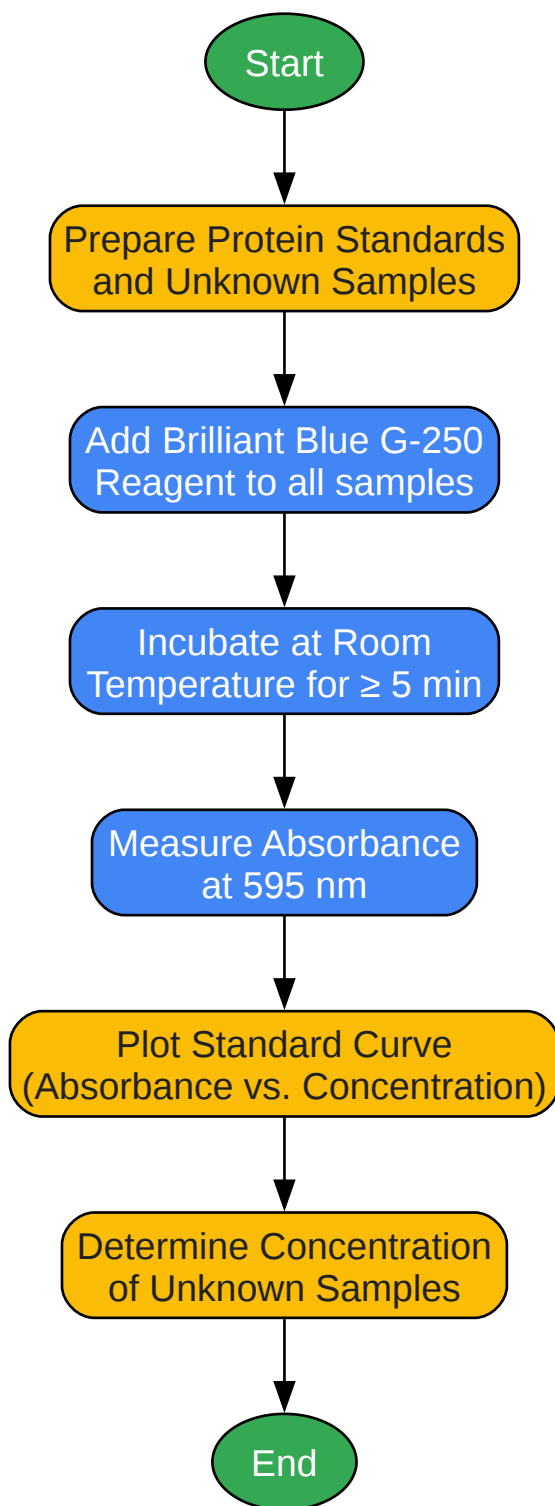 Start
Prepare Protein Standards
and Unknown Samples
Add Brilliant Blue G-250
Reagent to all samples
Incubate at Room
Temperature for ≥ 5 min
Measure Absorbance
at 595 nm
Plot Standard Curve
(Absorbance vs. Concentration)
Determine Concentration
of Unknown Samples
End